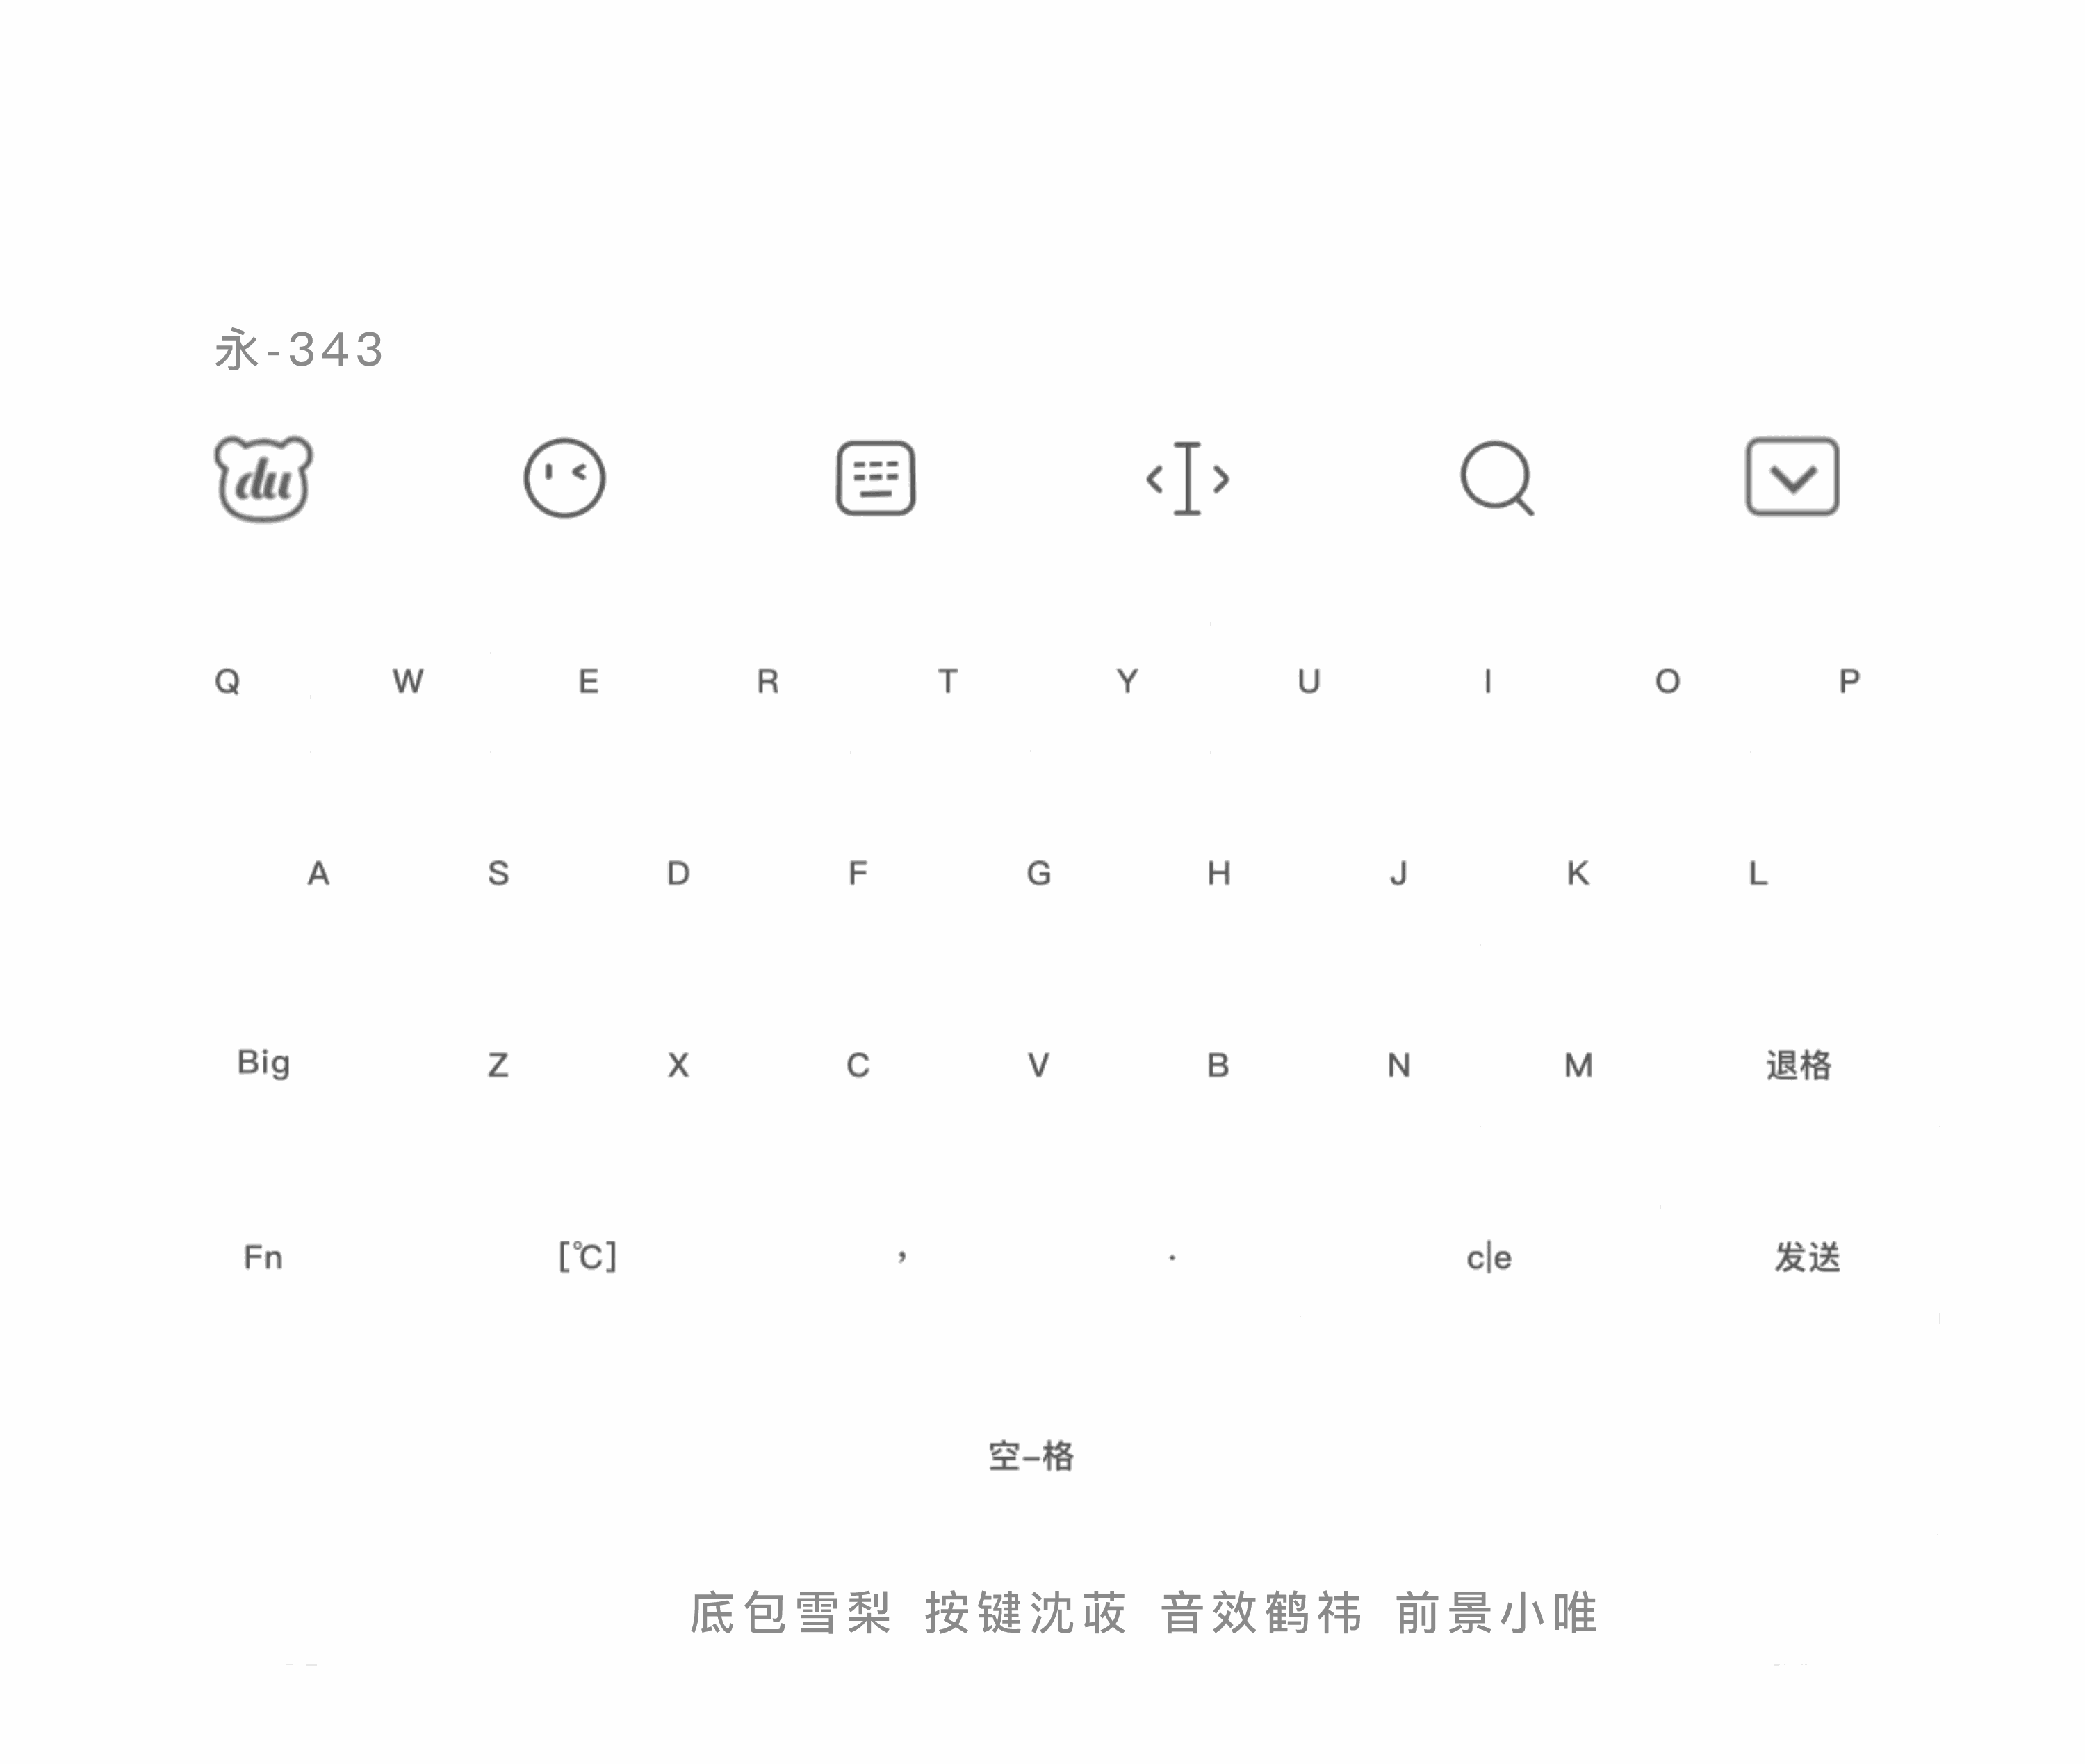 永-343
du
Q W E R T Y U I O P
A S D F G H J K L
Big Z X C V B N M 退格
Fn [℃] , . c|e 发送
空-格
底包雪梨 按键沈蔋 音效鹤祎 前景小唯